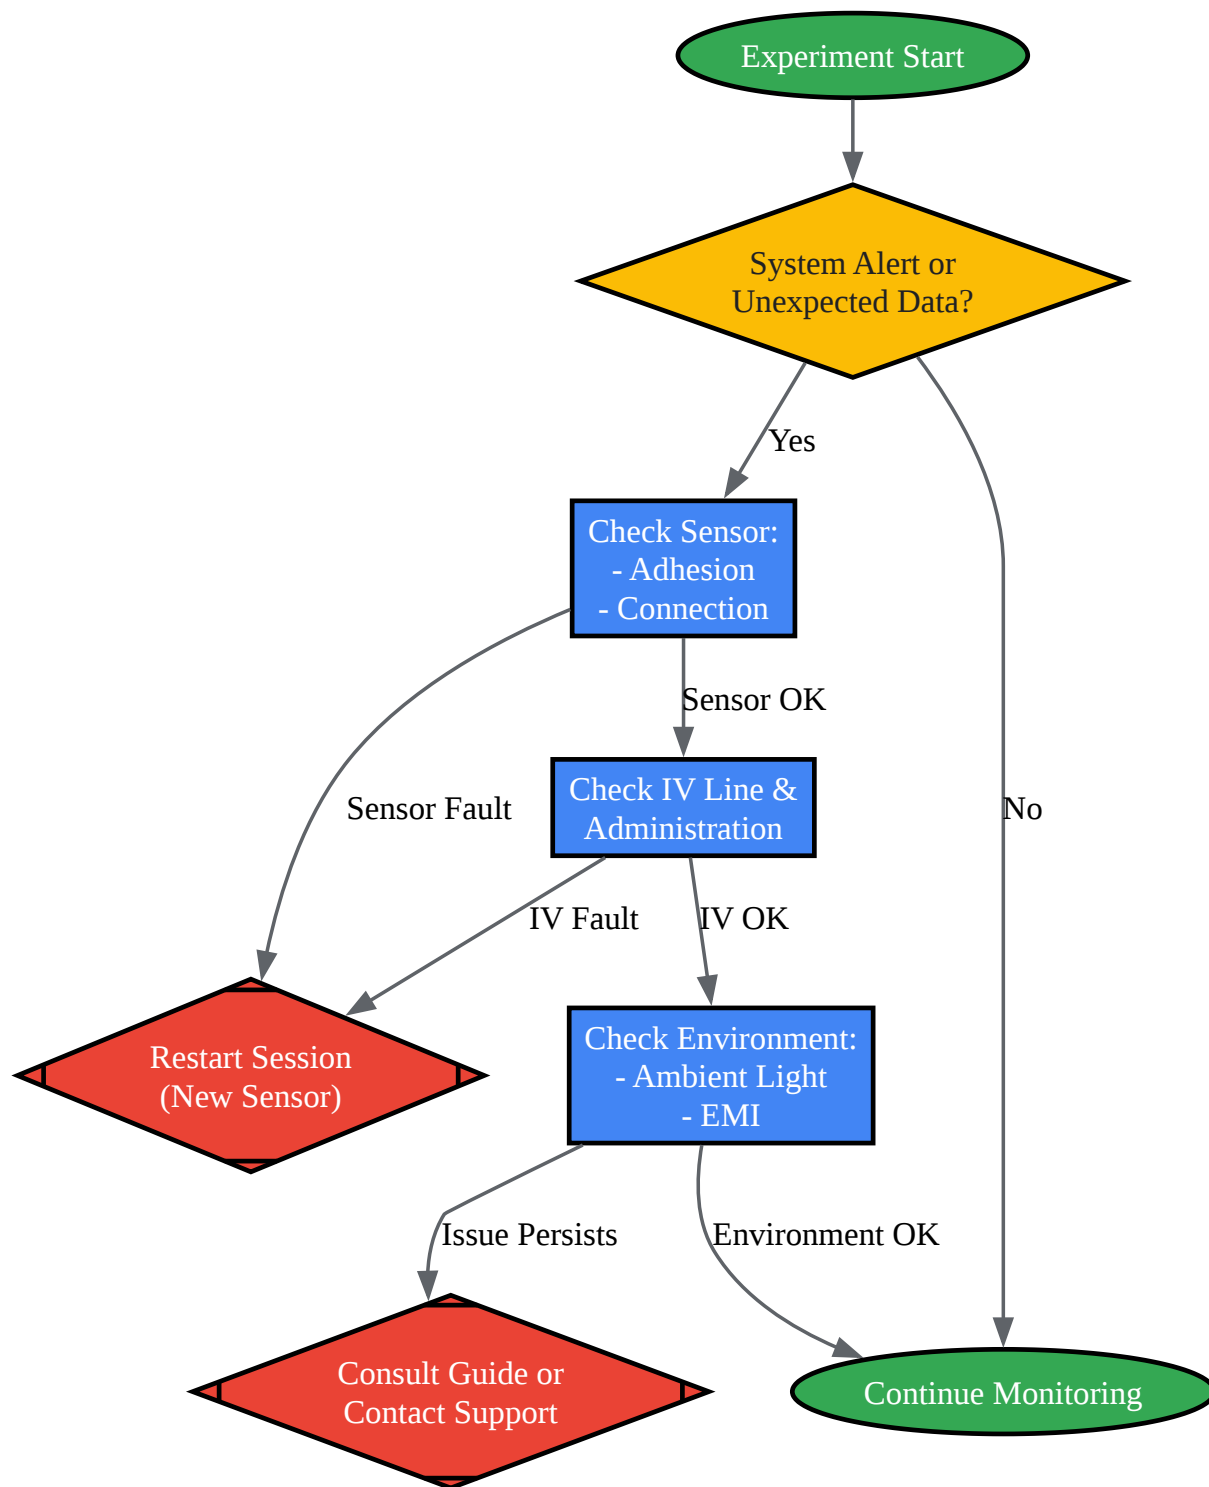 Experiment Start
System Alert or
Unexpected Data?
Yes
Check Sensor:
- Adhesion
- Connection
Sensor OK
Check IV Line &
Administration
Sensor Fault
No
IV Fault
IV OK
Restart Session
(New Sensor)
Check Environment:
- Ambient Light
- EMI
Issue Persists
Environment OK
Consult Guide or
Contact Support
Continue Monitoring